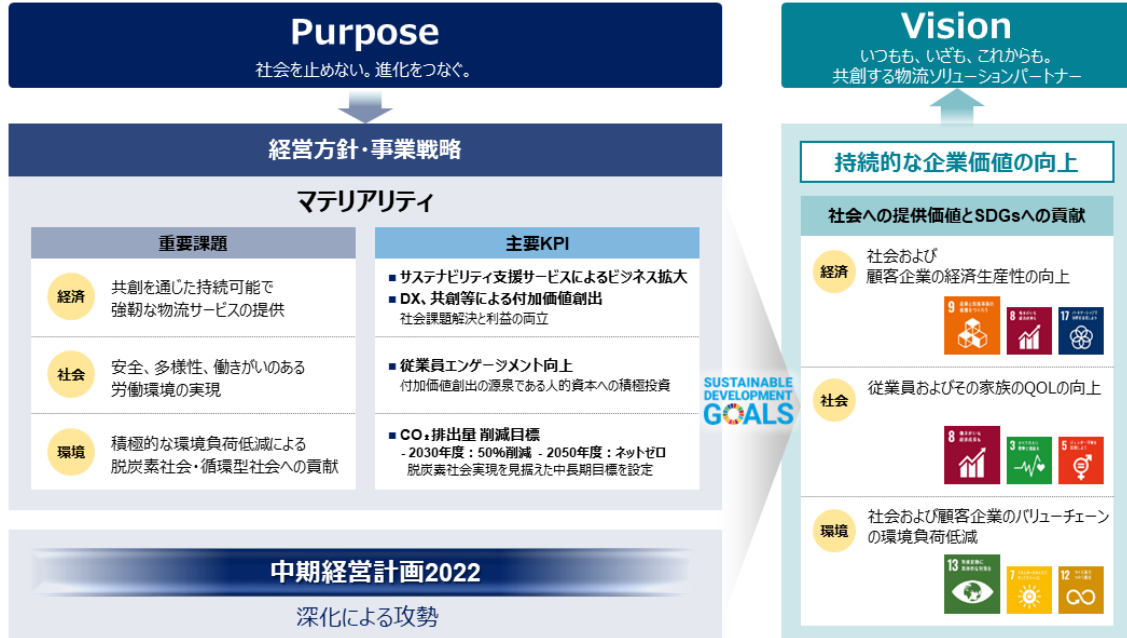 Purpose
社会を止めない。進化をつなぐ。
経営方針・事業戦略
マテリアリティ
重要課題
主要KPI
経済
共創を通じた持続可能で
強靭な物流サービスの提供
■ サステナビリティ支援サービスによるビジネス拡大
■ DX、共創等による付加価値創出
社会課題解決と利益の両立
社会
安全、多様性、働きがいのある
労働環境の実現
■ 従業員エンゲージメント向上
付加価値創出の源泉である人的資本への積極投資
環境
積極的な環境負荷低減による
脱炭素社会・循環型社会への貢献
■ CO₂排出量 削減目標
- 2030年度：50%削減 - 2050年度：ネットゼロ
脱炭素社会実現を見据えた中長期目標を設定
中期経営計画2022
深化による攻勢
SUSTAINABLE
DEVELOPMENT
GOALS
Vision
いつもも、いざも、これからも。
共創する物流ソリューションパートナー
持続的な企業価値の向上
社会への提供価値とSDGsへの貢献
経済
社会および
顧客企業の経済生産性の向上
9
8
17
社会
従業員およびその家族のQOLの向上
8
3
5
環境
社会および顧客企業のバリューチェーン
の環境負荷低減
13
7
12